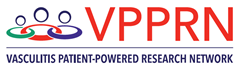 VPPRN
VASCULITIS PATIENT-POWERED RESEARCH NETWORK